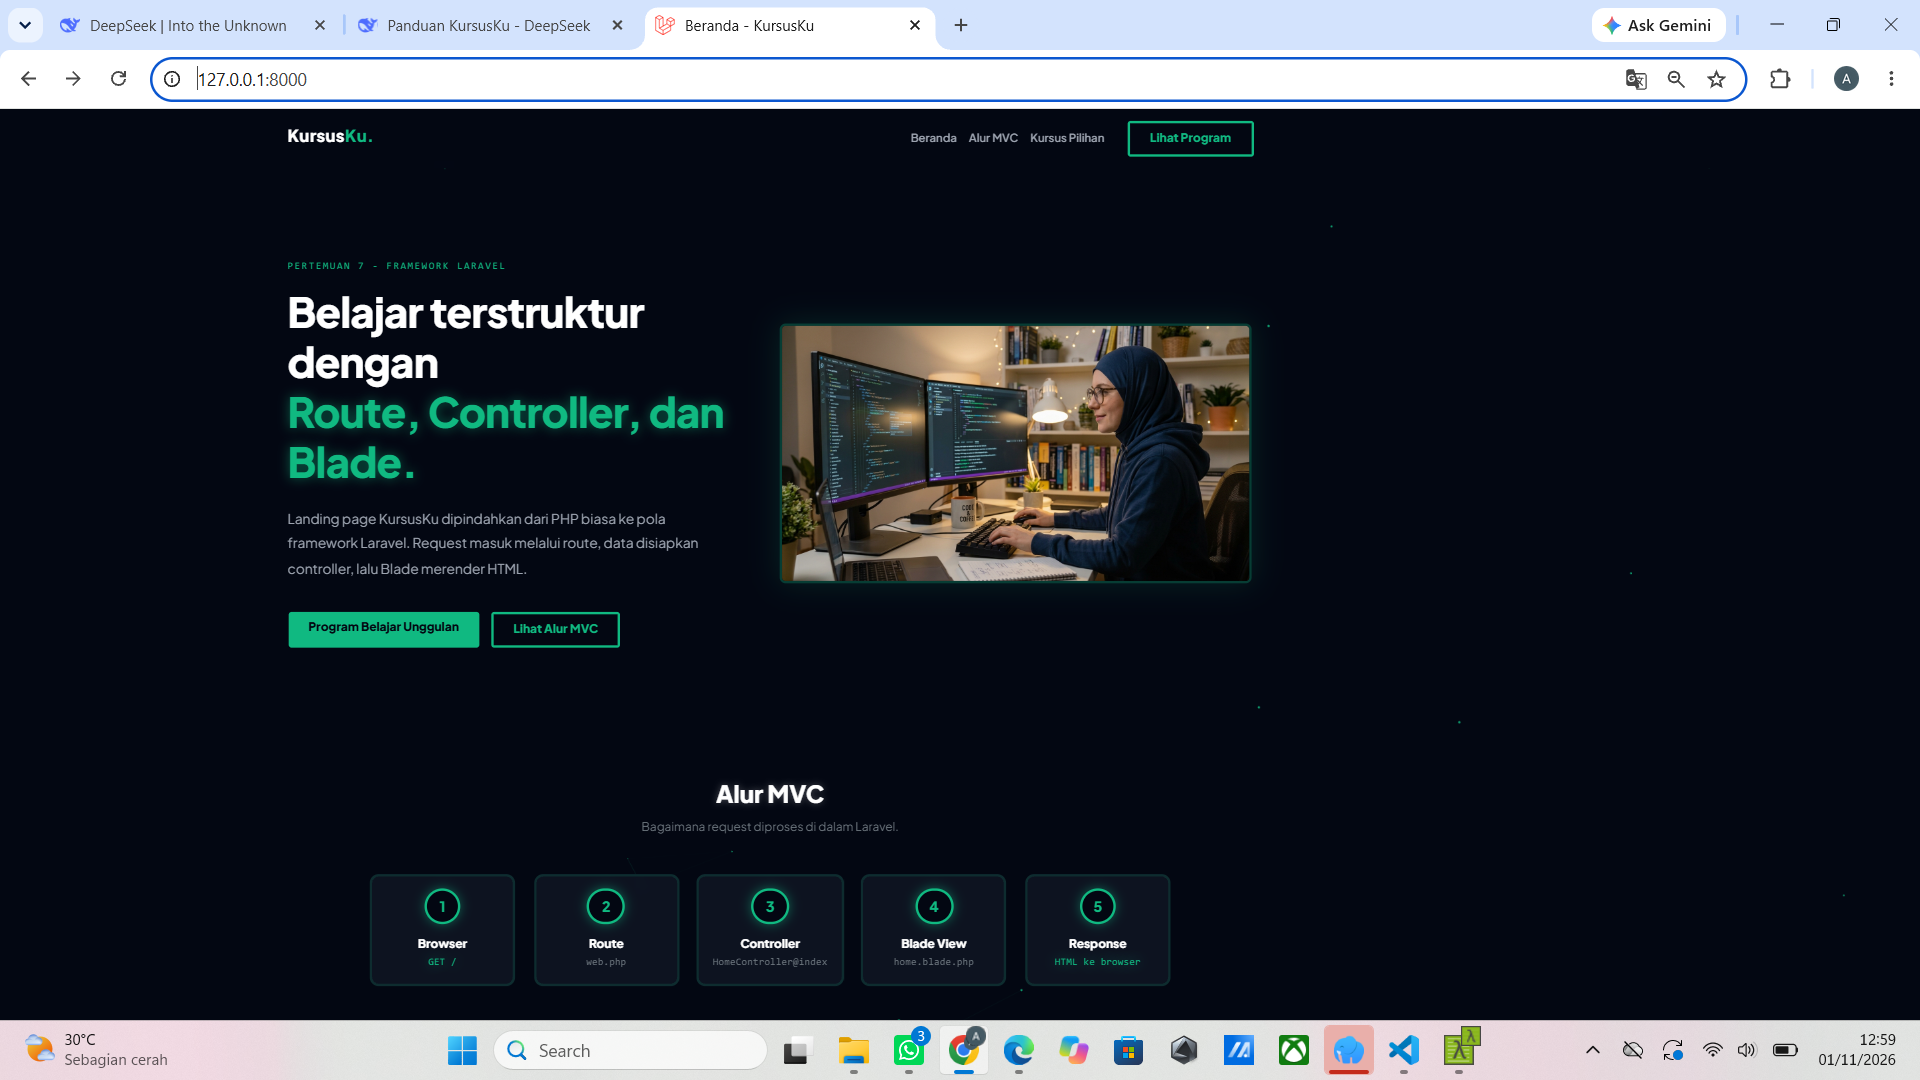 DeepSeek | Into the Unknown
Panduan KursusKu - DeepSeek
Beranda - KursusKu
Ask Gemini
127.0.0.1:8000
A
KursusKu.
Beranda
Alur MVC
Kursus Pilihan
Lihat Program
PERTEMUAN 7 - FRAMEWORK LARAVEL
Belajar terstruktur
dengan
Route, Controller, dan
Blade.
Landing page KursusKu dipindahkan dari PHP biasa ke pola
framework Laravel. Request masuk melalui route, data disiapkan
controller, lalu Blade merender HTML.
Program Belajar Unggulan
Lihat Alur MVC
Alur MVC
Bagaimana request diproses di dalam Laravel.
1
Browser
GET /
2
Route
web.php
3
Controller
HomeController@index
4
Blade View
home.blade.php
5
Response
HTML ke browser
30°C
Sebagian cerah
Search
3
A
12:59
01/11/2026